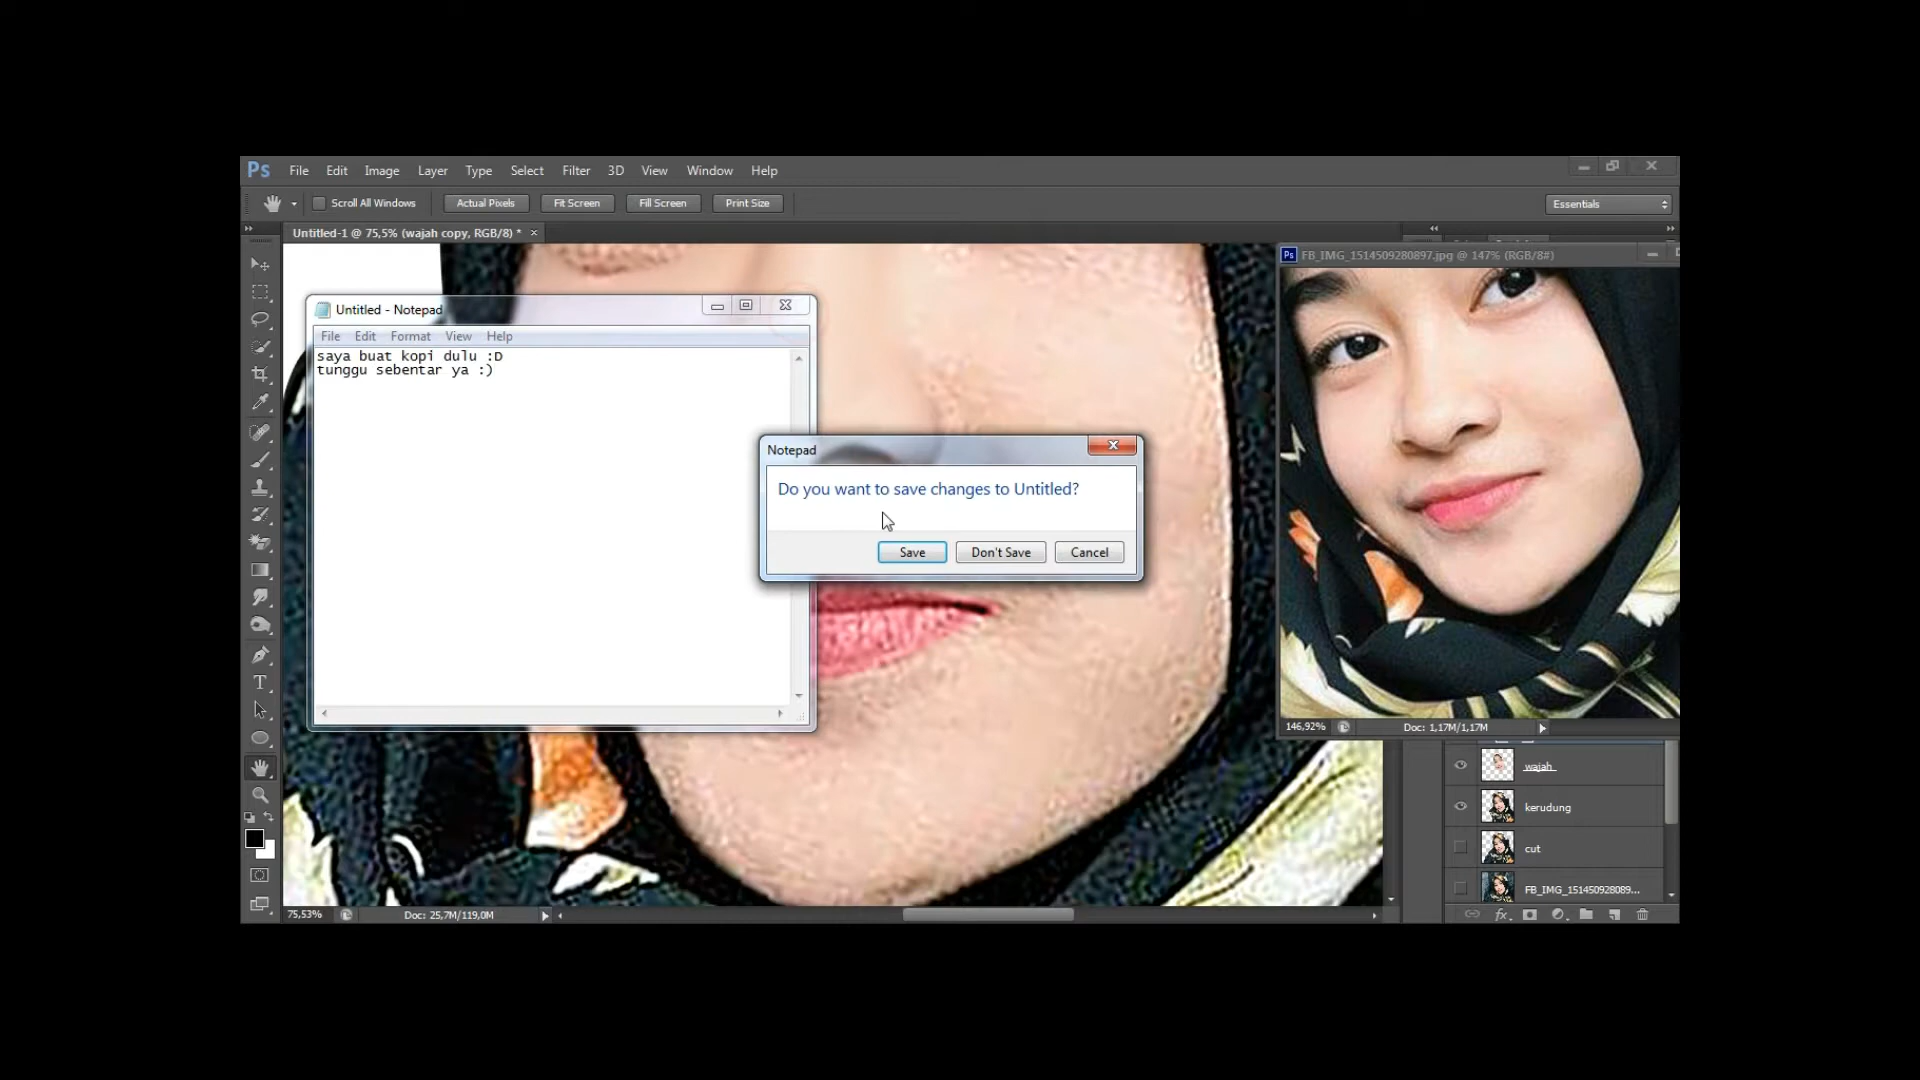 Ps File Edit Image Layer Type Select Filter 3D View Window Help
Scroll All Windows Actual Pixels Fit Screen Fill Screen Print Size Essentials
Untitled-1 @ 75,5% (wajah copy, RGB/8) *
Ps FB_IMG_1514509280897.jpg @ 147% (RGB/8#)
Untitled - Notepad
File Edit Format View Help
saya buat kopi dulu :D
tunggu sebentar ya :)
Notepad
Do you want to save changes to Untitled?
Save Don't Save Cancel
146,92% Doc: 1,17M/1,17M
wajah
kerudung
cut
FB_IMG_151450928089...
75,53% Doc: 25,7M/119,0M